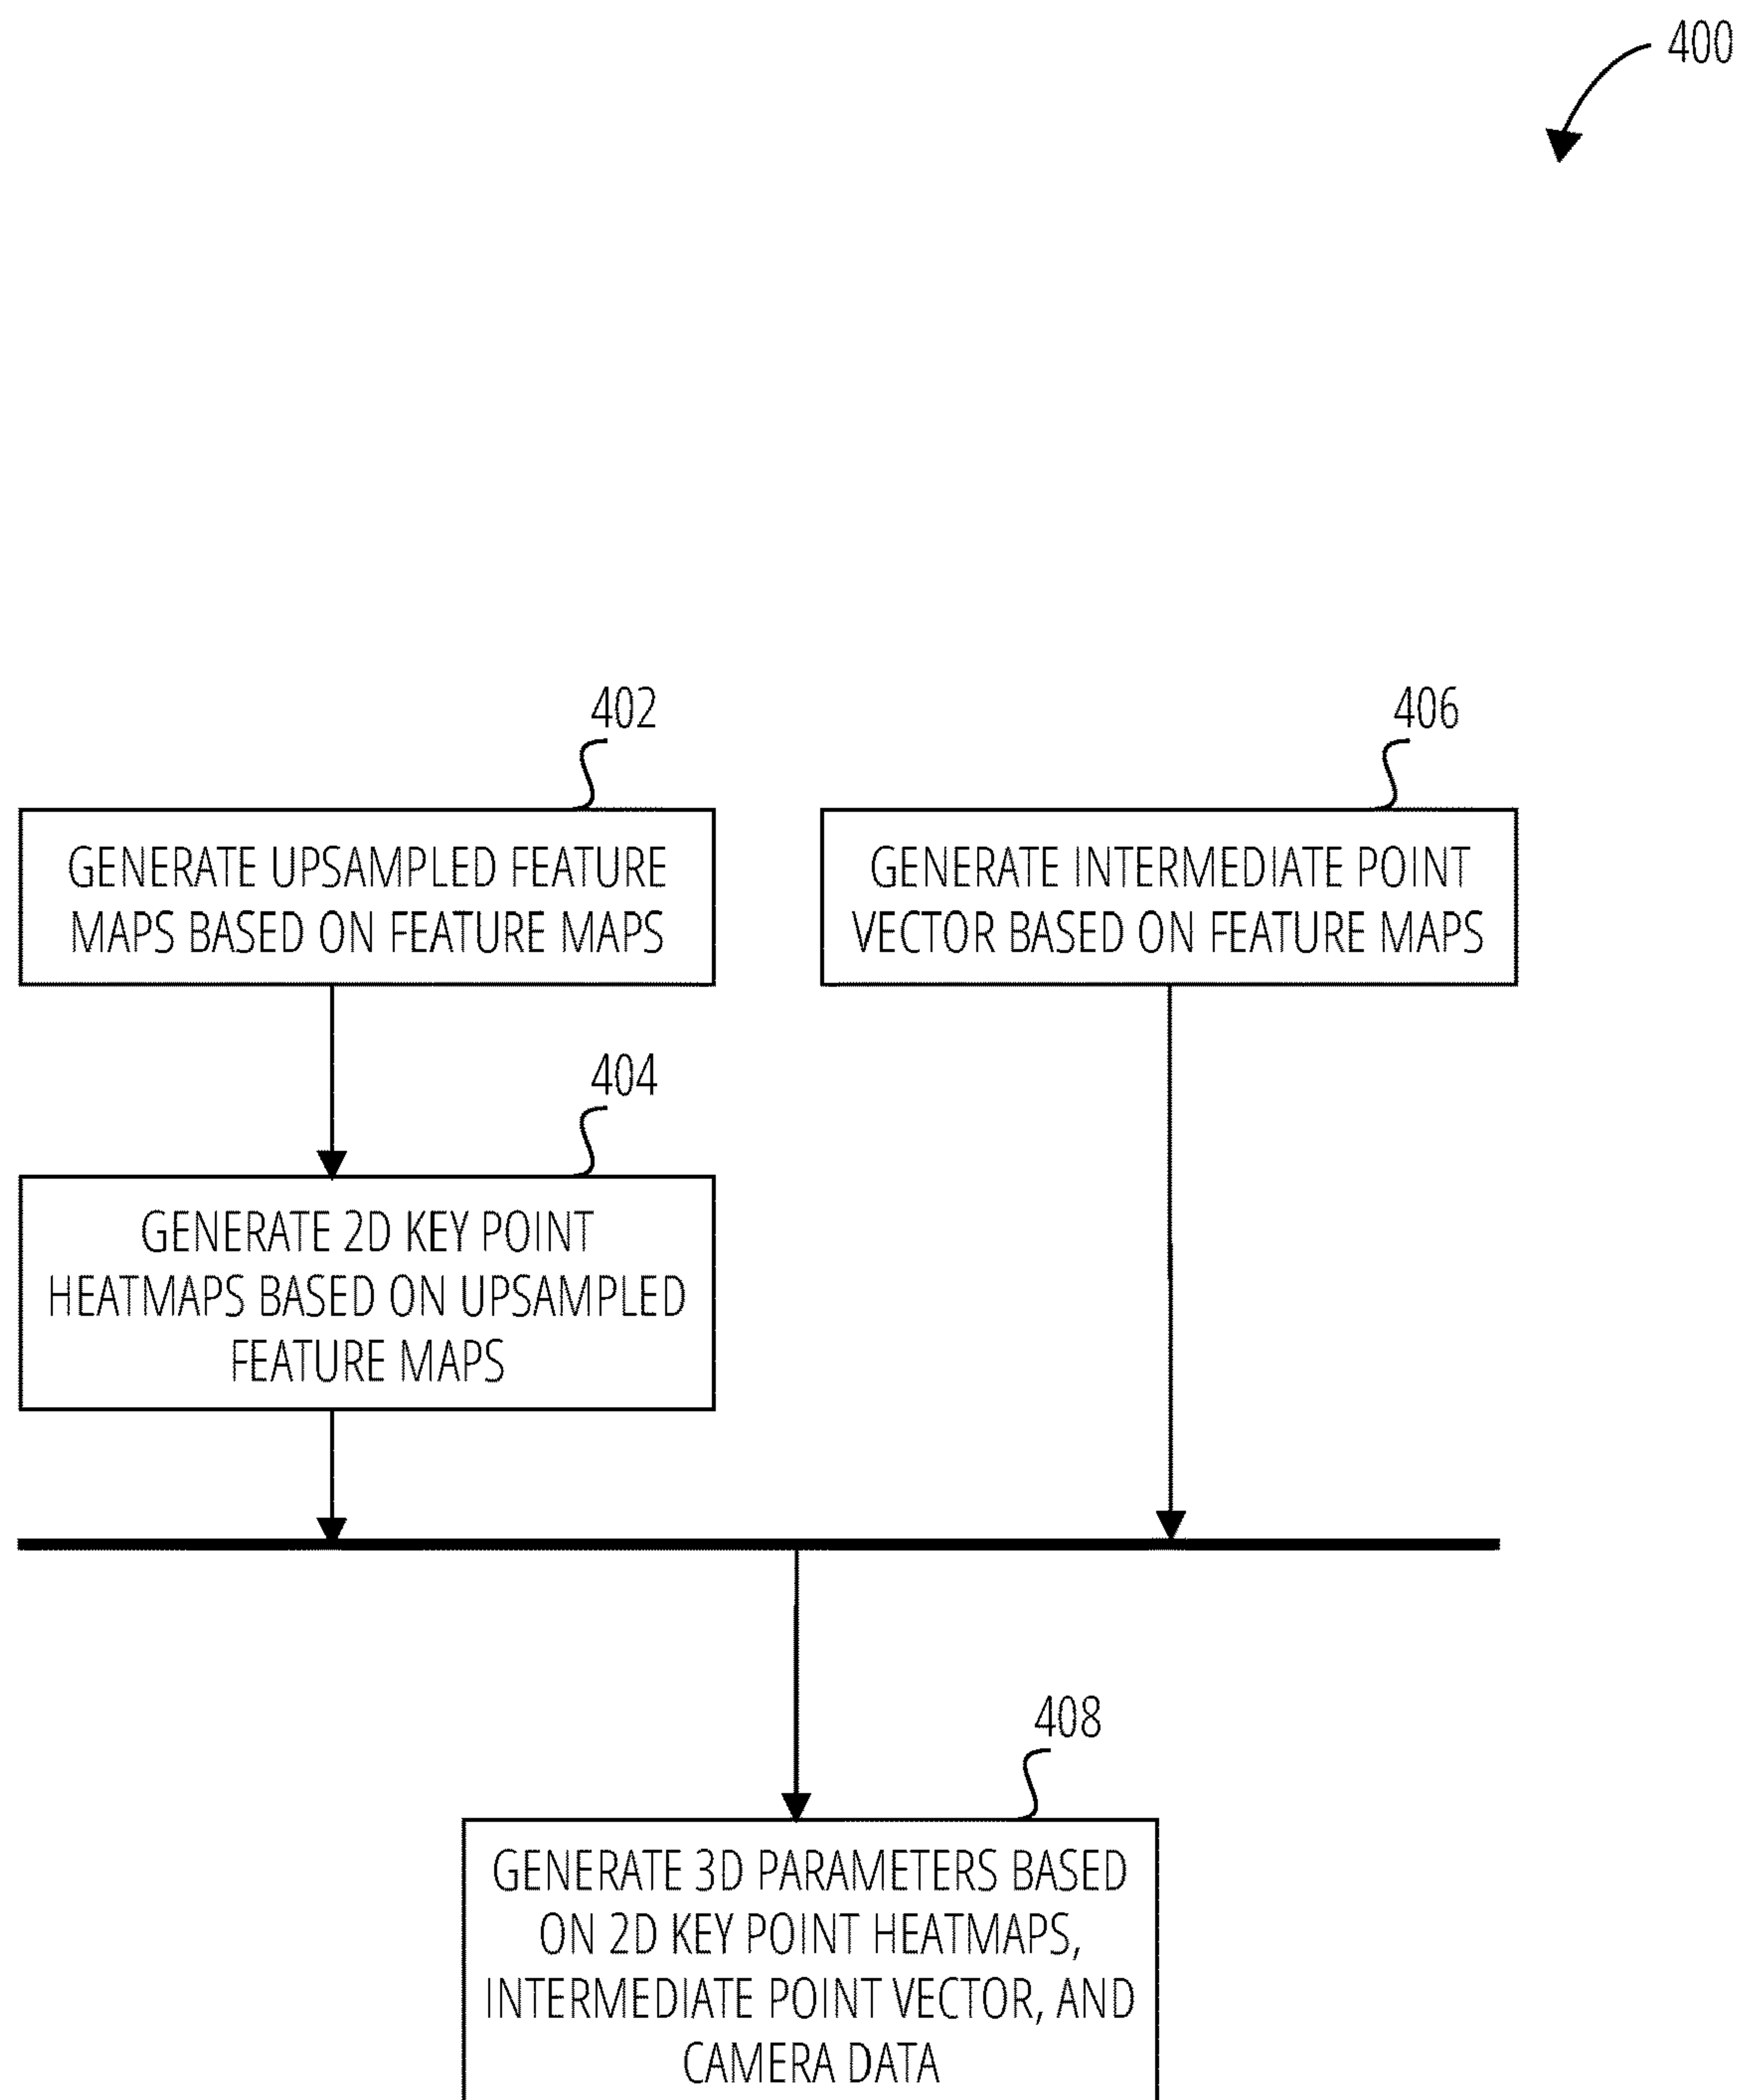 400
402
GENERATE UPSAMPLED FEATURE
MAPS BASED ON FEATURE MAPS
406
GENERATE INTERMEDIATE POINT
VECTOR BASED ON FEATURE MAPS
404
GENERATE 2D KEY POINT
HEATMAPS BASED ON UPSAMPLED
FEATURE MAPS
408
GENERATE 3D PARAMETERS BASED
ON 2D KEY POINT HEATMAPS,
INTERMEDIATE POINT VECTOR, AND
CAMERA DATA